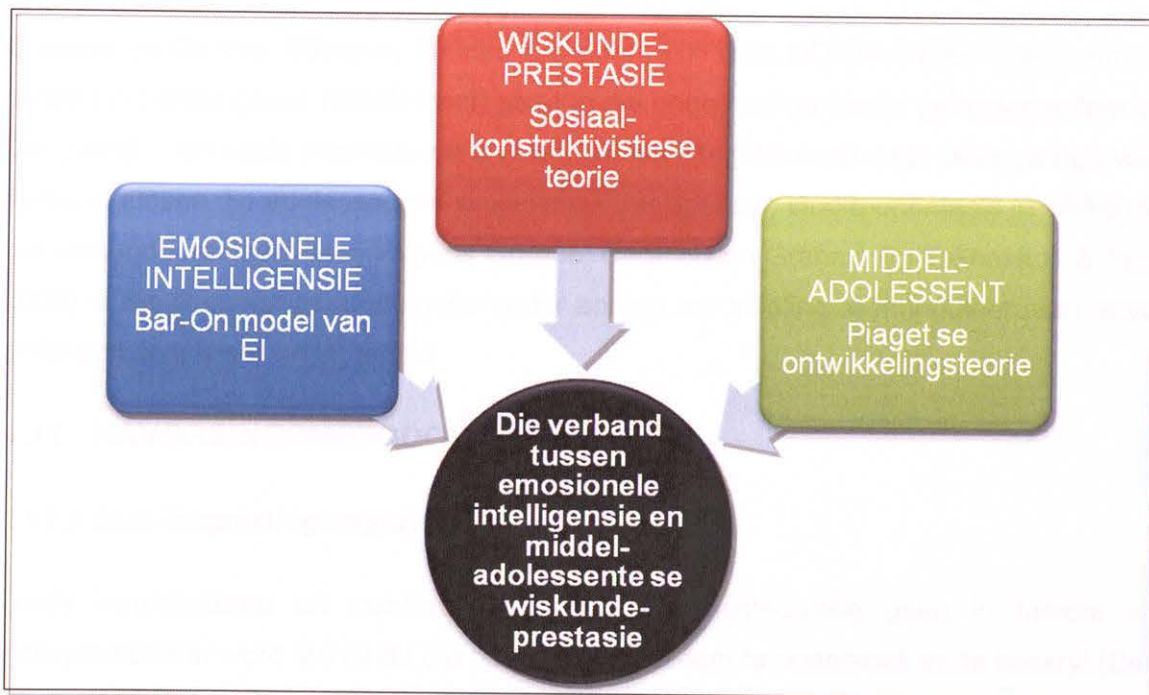 WISKUNDE-
PRESTASIE
Sosiaal-
konstruktivistiese
teorie
EMOSIONELE
INTELLIGENSIE
Bar-On model van
EI
MIDDEL-
ADOLESSENT
Piaget se
ontwikkelingsteorie
Die verband
tussen
emosionele
intelligensie en
middel-
adolessente se
wiskunde-
prestasie